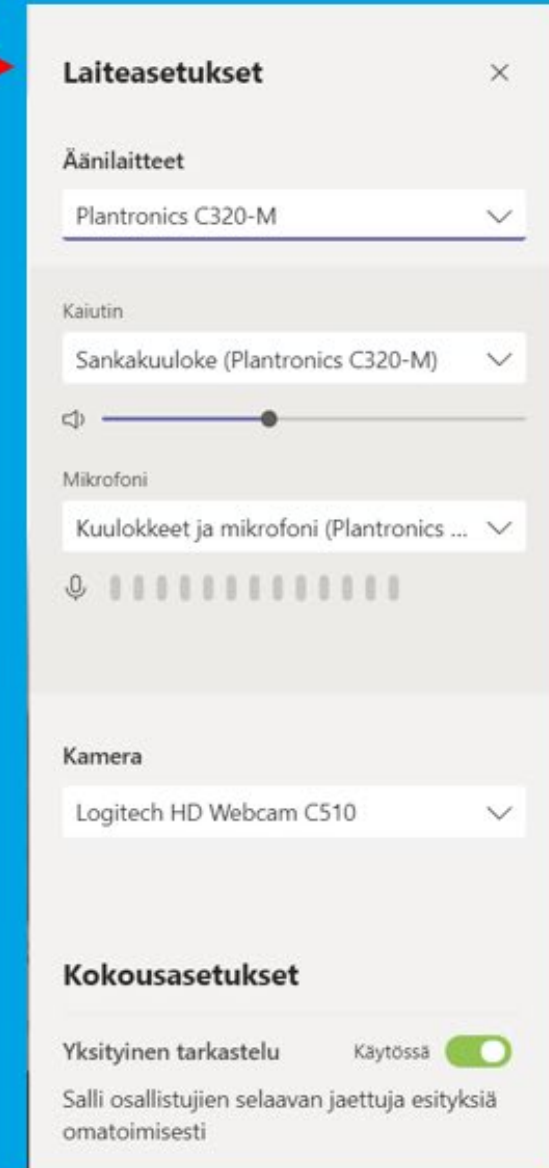 Laiteasetukset
Äänilaitteet
Plantronics C320-M
Kaiutin
Sankakuuloke (Plantronics C320-M)
Mikrofoni
Kuulokkeet ja mikrofoni (Plantronics ...
Kamera
Logitech HD Webcam C510
Kokousasetukset
Yksityinen tarkastelu Käytössä
Salli osallistujien selaavan jaettuja esityksiä
omatoimisesti